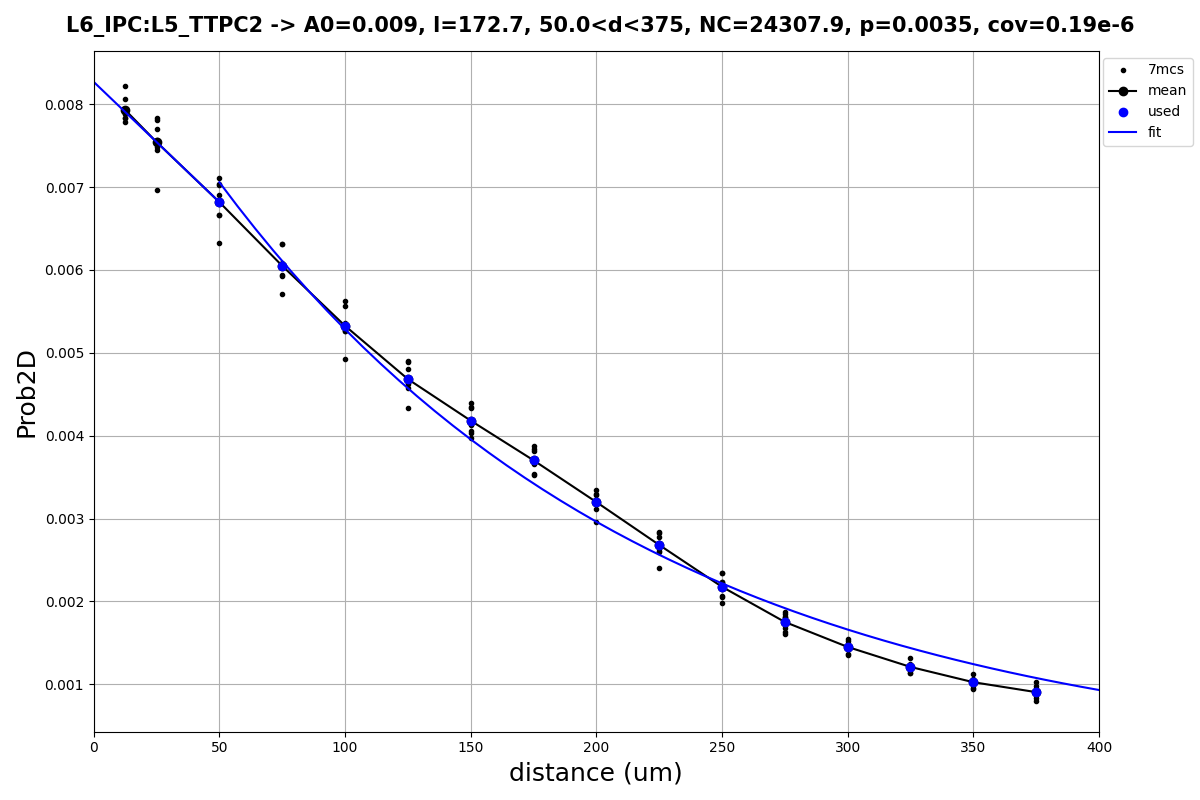 L6_IPC:L5_TTPC2 -> A0=0.009, l=172.7, 50.0<d<375, NC=24307.9, p=0.0035, cov=0.19e-6
7mcs
mean
used
fit
0.008
0.007
0.006
0.005
0.004
0.003
0.002
0.001
Prob2D
0 50 100 150 200 250 300 350 400
distance (um)